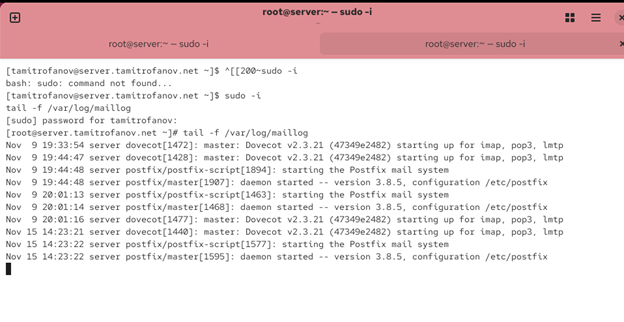 root@server:~ — sudo -i
root@server:~ — sudo -i
root@server:~ — sudo -i
[tamitrofanov@server.tamitrofanov.net ~]$ ^[[200~sudo -i
bash: sudo: command not found...
[tamitrofanov@server.tamitrofanov.net ~]$ sudo -i
tail -f /var/log/maillog
[sudo] password for tamitrofanov:
[root@server.tamitrofanov.net ~]# tail -f /var/log/maillog
Nov  9 19:33:54 server dovecot[1472]: master: Dovecot v2.3.21 (47349e2482) starting up for imap, pop3, lmtp
Nov  9 19:44:47 server dovecot[1428]: master: Dovecot v2.3.21 (47349e2482) starting up for imap, pop3, lmtp
Nov  9 19:44:48 server postfix/postfix-script[1894]: starting the Postfix mail system
Nov  9 19:44:48 server postfix/master[1907]: daemon started -- version 3.8.5, configuration /etc/postfix
Nov  9 20:01:13 server postfix/postfix-script[1463]: starting the Postfix mail system
Nov  9 20:01:14 server postfix/master[1468]: daemon started -- version 3.8.5, configuration /etc/postfix
Nov  9 20:01:16 server dovecot[1477]: master: Dovecot v2.3.21 (47349e2482) starting up for imap, pop3, lmtp
Nov 15 14:23:21 server dovecot[1440]: master: Dovecot v2.3.21 (47349e2482) starting up for imap, pop3, lmtp
Nov 15 14:23:22 server postfix/postfix-script[1577]: starting the Postfix mail system
Nov 15 14:23:22 server postfix/master[1595]: daemon started -- version 3.8.5, configuration /etc/postfix